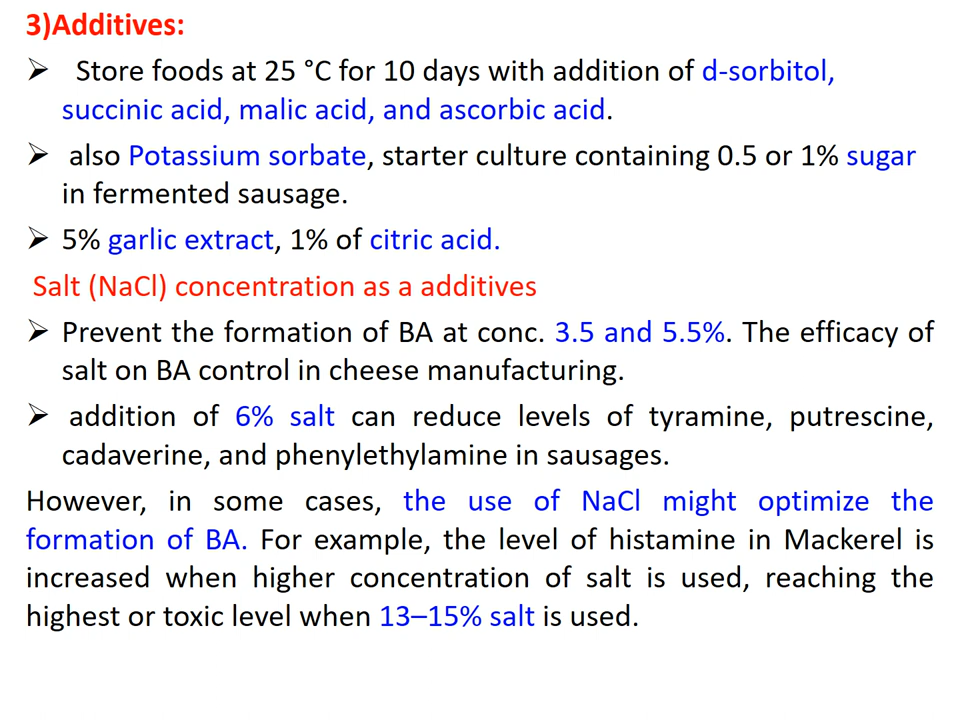 3)Additives:
➢ Store foods at 25 °C for 10 days with addition of d-sorbitol,
succinic acid, malic acid, and ascorbic acid.
➢ also Potassium sorbate, starter culture containing 0.5 or 1% sugar
in fermented sausage.
➢ 5% garlic extract, 1% of citric acid.
Salt (NaCl) concentration as a additives
➢ Prevent the formation of BA at conc. 3.5 and 5.5%. The efficacy of
salt on BA control in cheese manufacturing.
➢ addition of 6% salt can reduce levels of tyramine, putrescine,
cadaverine, and phenylethylamine in sausages.
However, in some cases, the use of NaCl might optimize the
formation of BA. For example, the level of histamine in Mackerel is
increased when higher concentration of salt is used, reaching the
highest or toxic level when 13–15% salt is used.